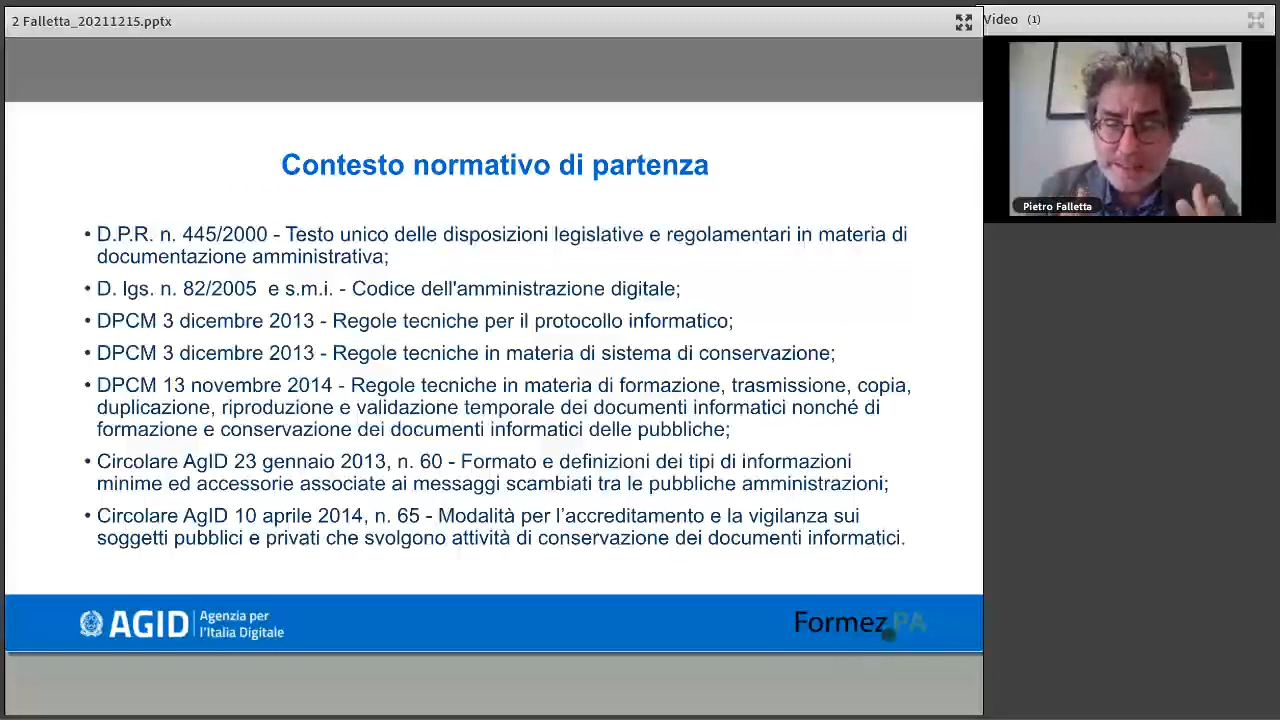 2 Falletta_20211215.pptx
Video (1)
Pietro Falletta
Contesto normativo di partenza
• D.P.R. n. 445/2000 - Testo unico delle disposizioni legislative e regolamentari in materia di
documentazione amministrativa;
• D. lgs. n. 82/2005 e s.m.i. - Codice dell'amministrazione digitale;
• DPCM 3 dicembre 2013 - Regole tecniche per il protocollo informatico;
• DPCM 3 dicembre 2013 - Regole tecniche in materia di sistema di conservazione;
• DPCM 13 novembre 2014 - Regole tecniche in materia di formazione, trasmissione, copia,
duplicazione, riproduzione e validazione temporale dei documenti informatici nonché di
formazione e conservazione dei documenti informatici delle pubbliche;
• Circolare AgID 23 gennaio 2013, n. 60 - Formato e definizioni dei tipi di informazioni
minime ed accessorie associate ai messaggi scambiati tra le pubbliche amministrazioni;
• Circolare AgID 10 aprile 2014, n. 65 - Modalità per l’accreditamento e la vigilanza sui
soggetti pubblici e privati che svolgono attività di conservazione dei documenti informatici.
AGID
Agenzia per
l’Italia Digitale
Formez PA